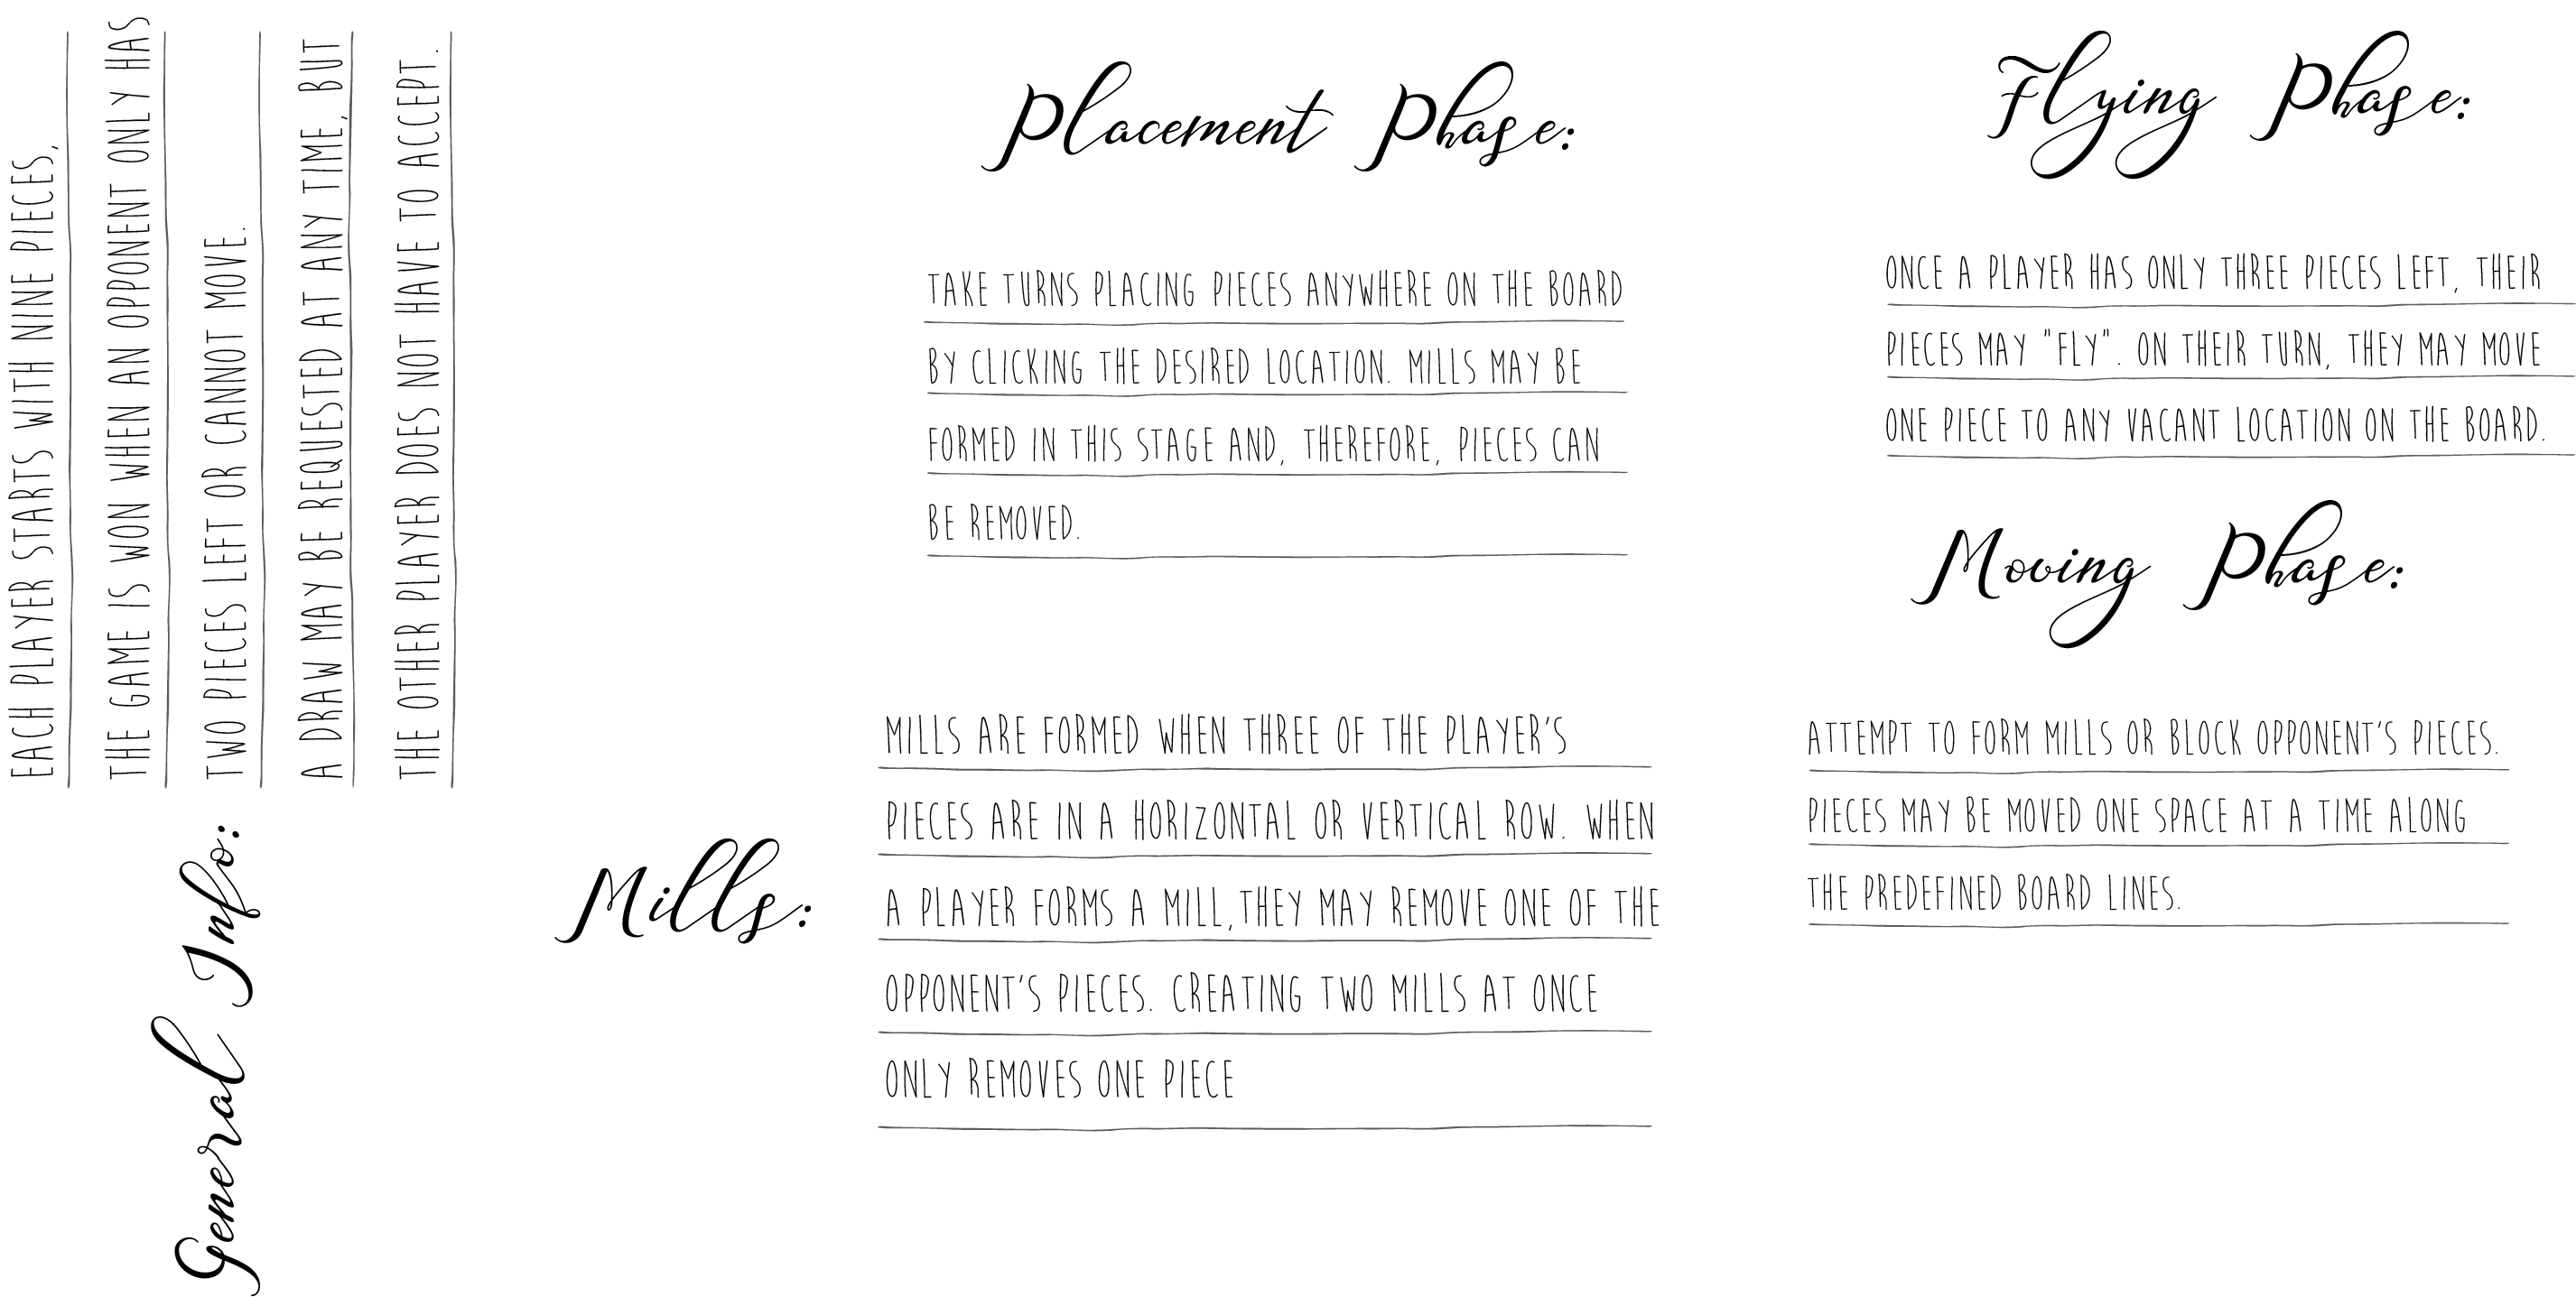 General Info:
EACH PLAYER STARTS WITH NINE PIECES,
THE GAME IS WON WHEN AN OPPONENT ONLY HAS
TWO PIECES LEFT OR CANNOT MOVE.
A DRAW MAY BE REQUESTED AT ANY TIME, BUT
THE OTHER PLAYER DOES NOT HAVE TO ACCEPT.
Placement Phase:
TAKE TURNS PLACING PIECES ANYWHERE ON THE BOARD
BY CLICKING THE DESIRED LOCATION. MILLS MAY BE
FORMED IN THIS STAGE AND, THEREFORE, PIECES CAN
BE REMOVED.
Mills:
MILLS ARE FORMED WHEN THREE OF THE PLAYER'S
PIECES ARE IN A HORIZONTAL OR VERTICAL ROW. WHEN
A PLAYER FORMS A MILL, THEY MAY REMOVE ONE OF THE
OPPONENT'S PIECES. CREATING TWO MILLS AT ONCE
ONLY REMOVES ONE PIECE
Flying Phase:
ONCE A PLAYER HAS ONLY THREE PIECES LEFT, THEIR
PIECES MAY "FLY". ON THEIR TURN, THEY MAY MOVE
ONE PIECE TO ANY VACANT LOCATION ON THE BOARD.
Moving Phase:
ATTEMPT TO FORM MILLS OR BLOCK OPPONENT'S PIECES.
PIECES MAY BE MOVED ONE SPACE AT A TIME ALONG
THE PREDEFINED BOARD LINES.